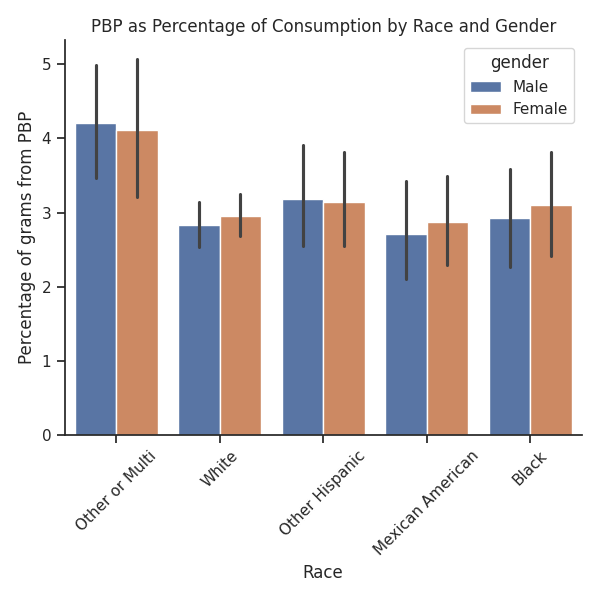 PBP as Percentage of Consumption by Race and Gender
gender
Male
Female
Percentage of grams from PBP
5
4
3
2
1
0
Other or Multi
White
Other Hispanic
Mexican American
Black
Race